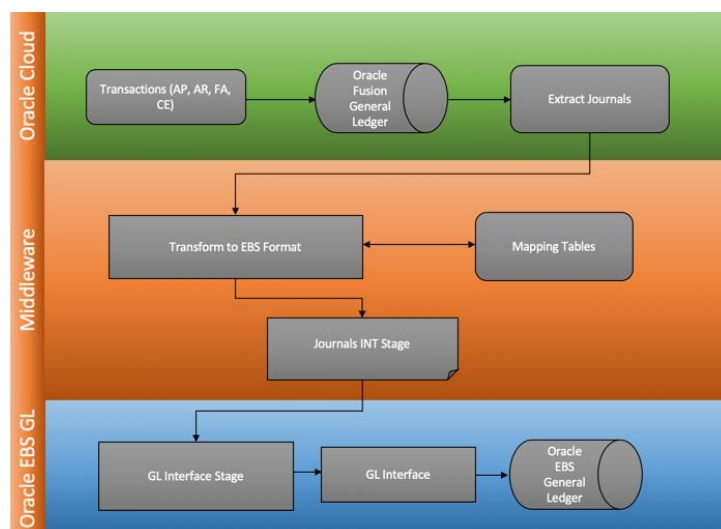 Oracle Cloud
Transactions (AP, AR, FA,
CE)
Oracle
Fusion
General
Ledger
Extract Journals
Middleware
Transform to EBS Format
Mapping Tables
Journals INT Stage
Oracle EBS GL
GL Interface Stage
GL Interface
Oracle
EBS
General
Ledger